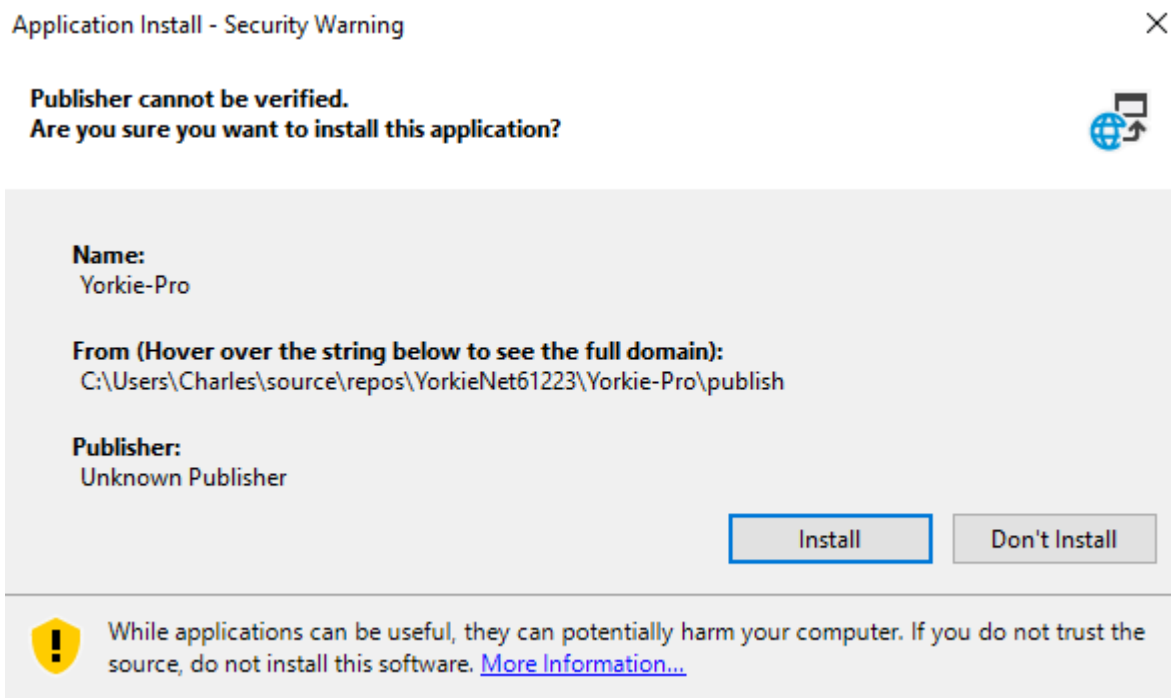 Application Install - Security Warning
Publisher cannot be verified.
Are you sure you want to install this application?
Name:
Yorkie-Pro
From (Hover over the string below to see the full domain):
C:\Users\Charles\source\repos\YorkieNet61223\Yorkie-Pro\publish
Publisher:
Unknown Publisher
Install
Don't Install
While applications can be useful, they can potentially harm your computer. If you do not trust the
source, do not install this software. More Information...